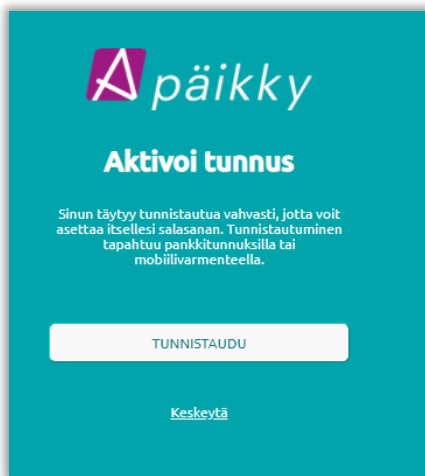 päikky
Aktivoi tunnus
Sinun täytyy tunnistautua vahvasti, jotta voit
asettaa itsellesi salasanan. Tunnistautuminen
tapahtuu pankkitunnuksilla tai
mobiilivarmenteella.
TUNNISTAUDU
Keskeytä